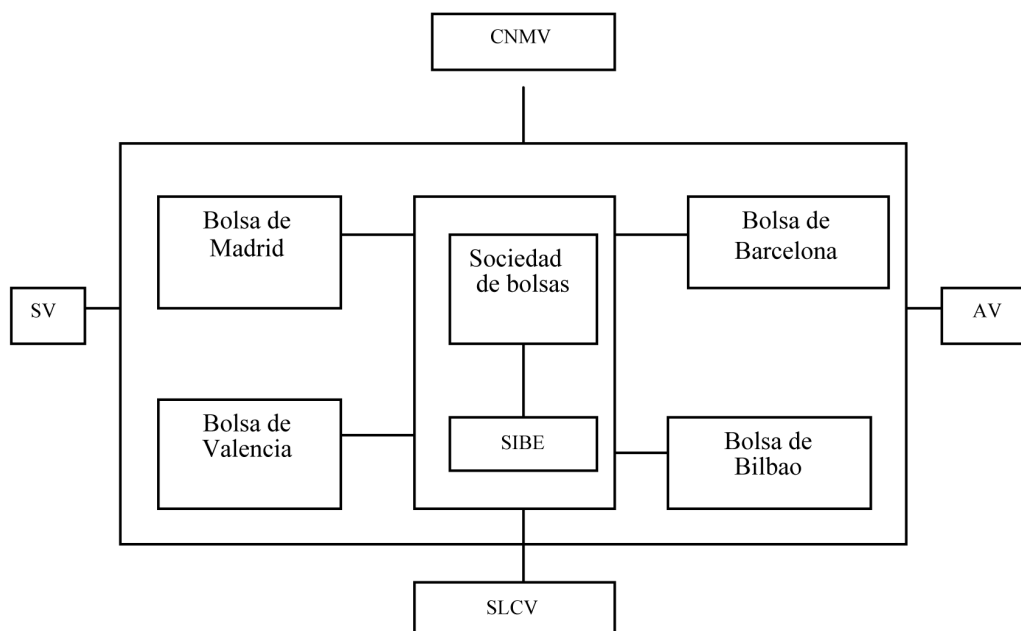 CNMV
Bolsa de
Madrid
Sociedad
de bolsas
Bolsa de
Barcelona
SV
AV
Bolsa de
Valencia
SIBE
Bolsa de
Bilbao
SLCV